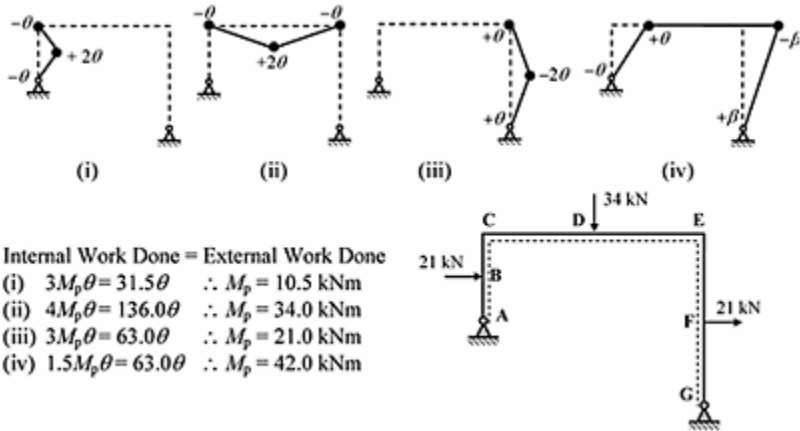 −θ + 2θ −θ
−θ −θ +2θ
+θ −2θ +θ
+θ −θ −β +β
(i) (ii) (iii) (iv)
34 kN
C D E
Internal Work Done = External Work Done
21 kN B
(i) 3Mpθ = 31.5θ ∴ Mp = 10.5 kNm
21 kN
(ii) 4Mpθ = 136.0θ ∴ Mp = 34.0 kNm
A F
(iii) 3Mpθ = 63.0θ ∴ Mp = 21.0 kNm
(iv) 1.5Mpθ = 63.0θ ∴ Mp = 42.0 kNm
G